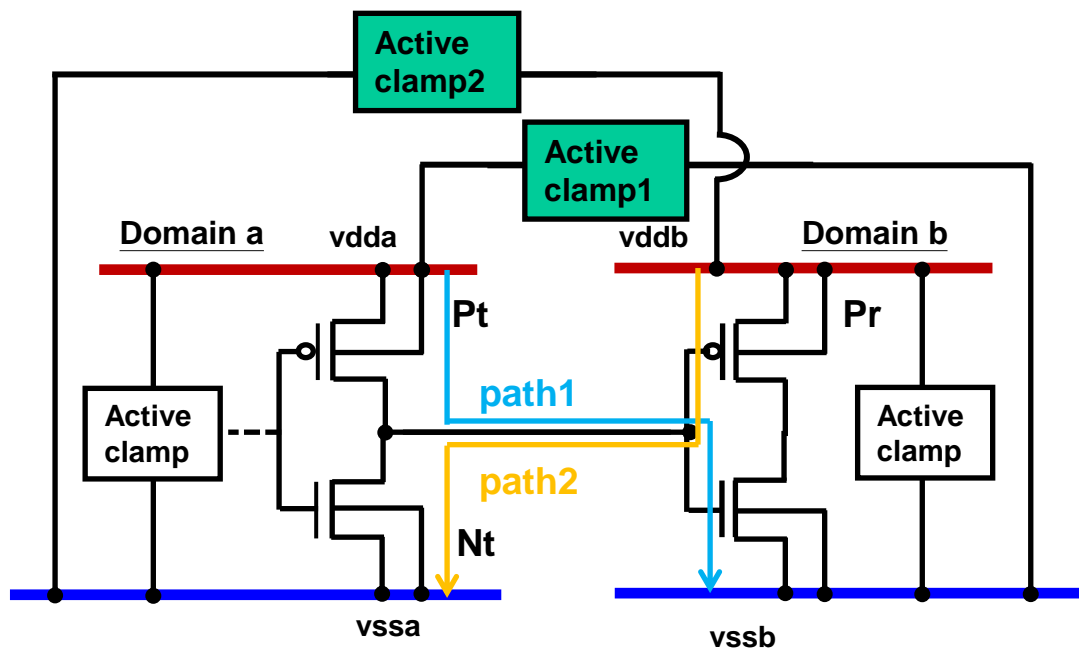 Active
clamp2
Active
clamp1
Domain a
vdda
vddb
Domain b
Pt
Pr
path1
Active
clamp
Active
clamp
path2
Nt
vssa
vssb